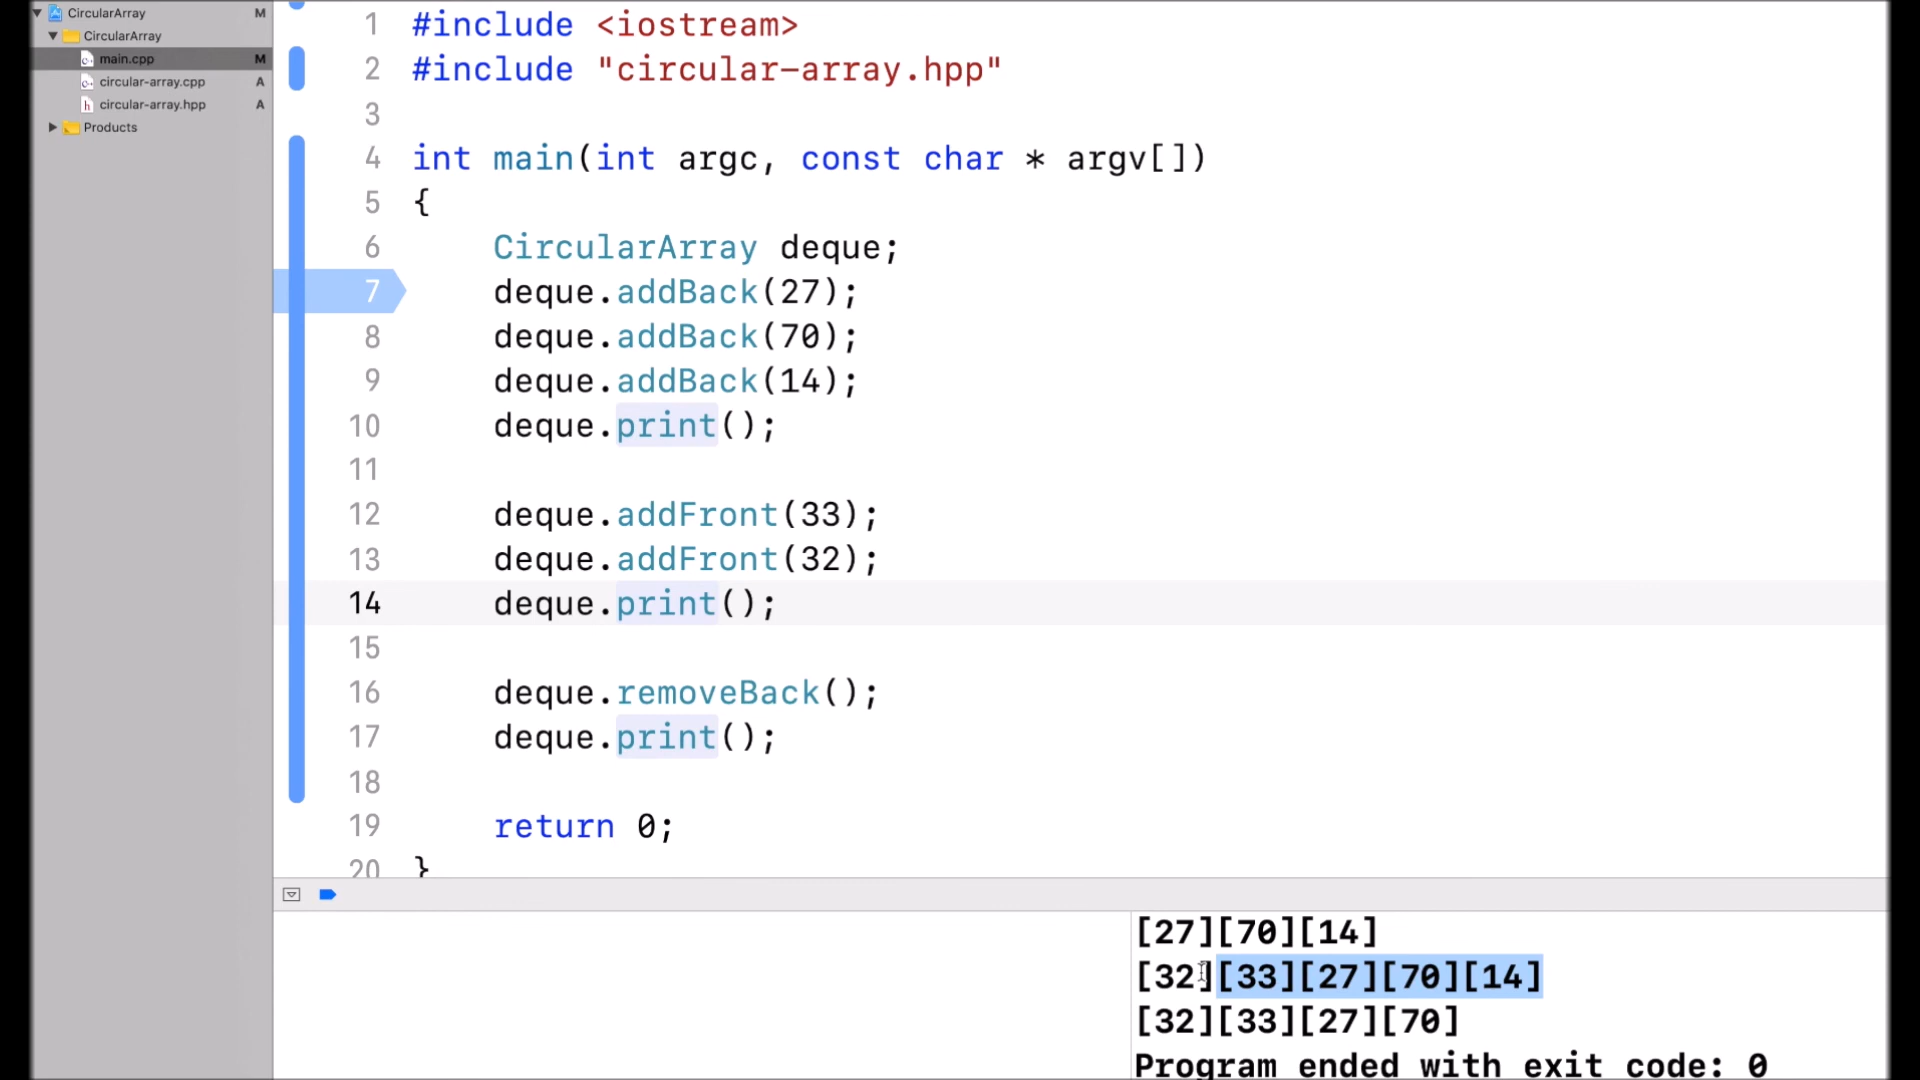 CircularArray M
CircularArray
main.cpp M
circular-array.cpp A
circular-array.hpp A
Products
1 #include <iostream>
2 #include "circular-array.hpp"
3
4 int main(int argc, const char * argv[])
5 {
6 CircularArray deque;
7 deque.addBack(27);
8 deque.addBack(70);
9 deque.addBack(14);
10 deque.print();
11
12 deque.addFront(33);
13 deque.addFront(32);
14 deque.print();
15
16 deque.removeBack();
17 deque.print();
18
19 return 0;
20 }
[27][70][14]
[32][33][27][70][14]
[32][33][27][70]
Program ended with exit code: 0